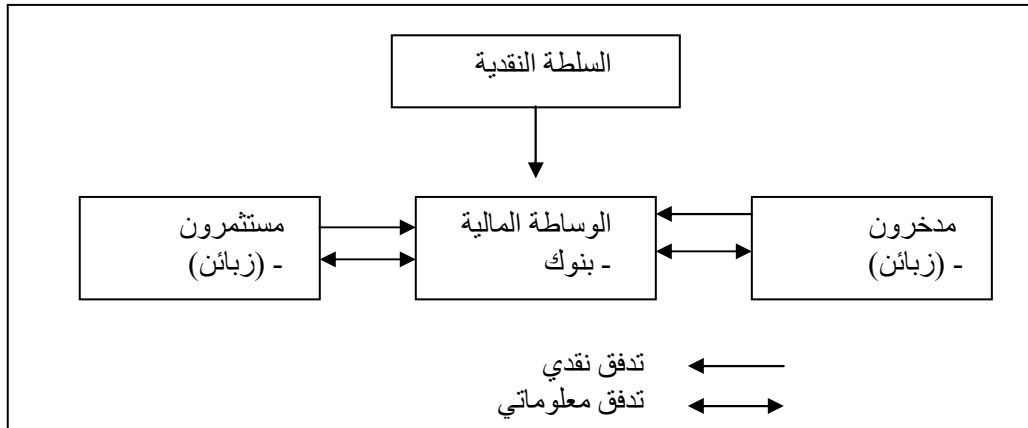 السلطة النقدية
مدخرون
- (زبائن)
الوساطة المالية
- بنوك
مستثمرون
- (زبائن)
تدفق نقدي
تدفق معلوماتي